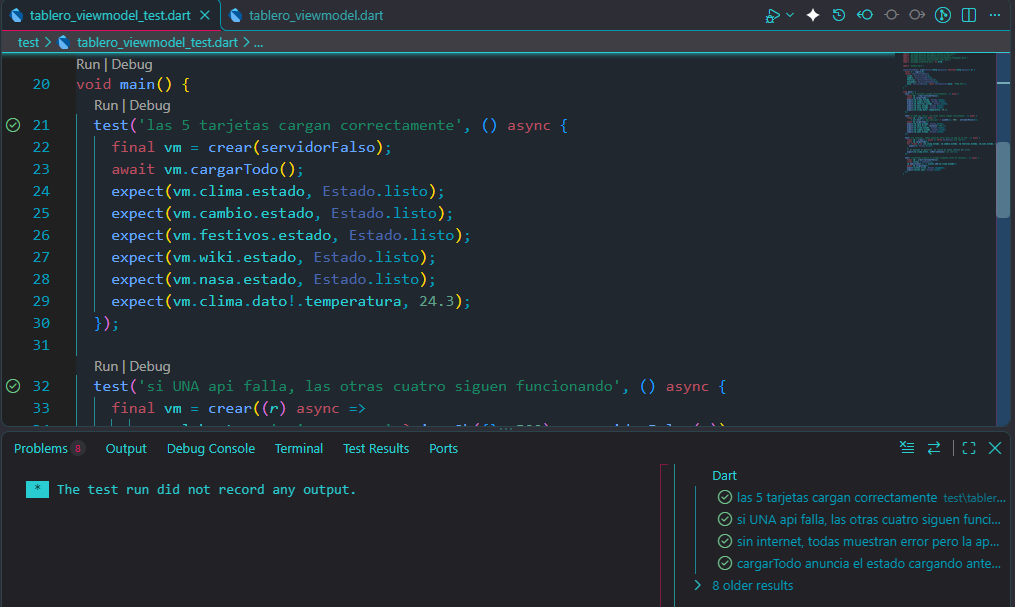 tablero_viewmodel_test.dart tablero_viewmodel.dart
test > tablero_viewmodel_test.dart > ...
Run | Debug
20 void main() {
Run | Debug
21 test('las 5 tarjetas cargan correctamente', () async {
22 final vm = crear(servidorFalso);
23 await vm.cargarTodo();
24 expect(vm.clima.estado, Estado.listo);
25 expect(vm.cambio.estado, Estado.listo);
26 expect(vm.festivos.estado, Estado.listo);
27 expect(vm.wiki.estado, Estado.listo);
28 expect(vm.nasa.estado, Estado.listo);
29 expect(vm.clima.dato!.temperatura, 24.3);
30 });
31
Run | Debug
32 test('si UNA api falla, las otras cuatro siguen funcionando', () async {
33 final vm = crear((r) async =>
Problems 8 Output Debug Console Terminal Test Results Ports
* The test run did not record any output.
Dart
las 5 tarjetas cargan correctamente test\tabler...
si UNA api falla, las otras cuatro siguen funci...
sin internet, todas muestran error pero la ap...
cargarTodo anuncia el estado cargando ante...
8 older results